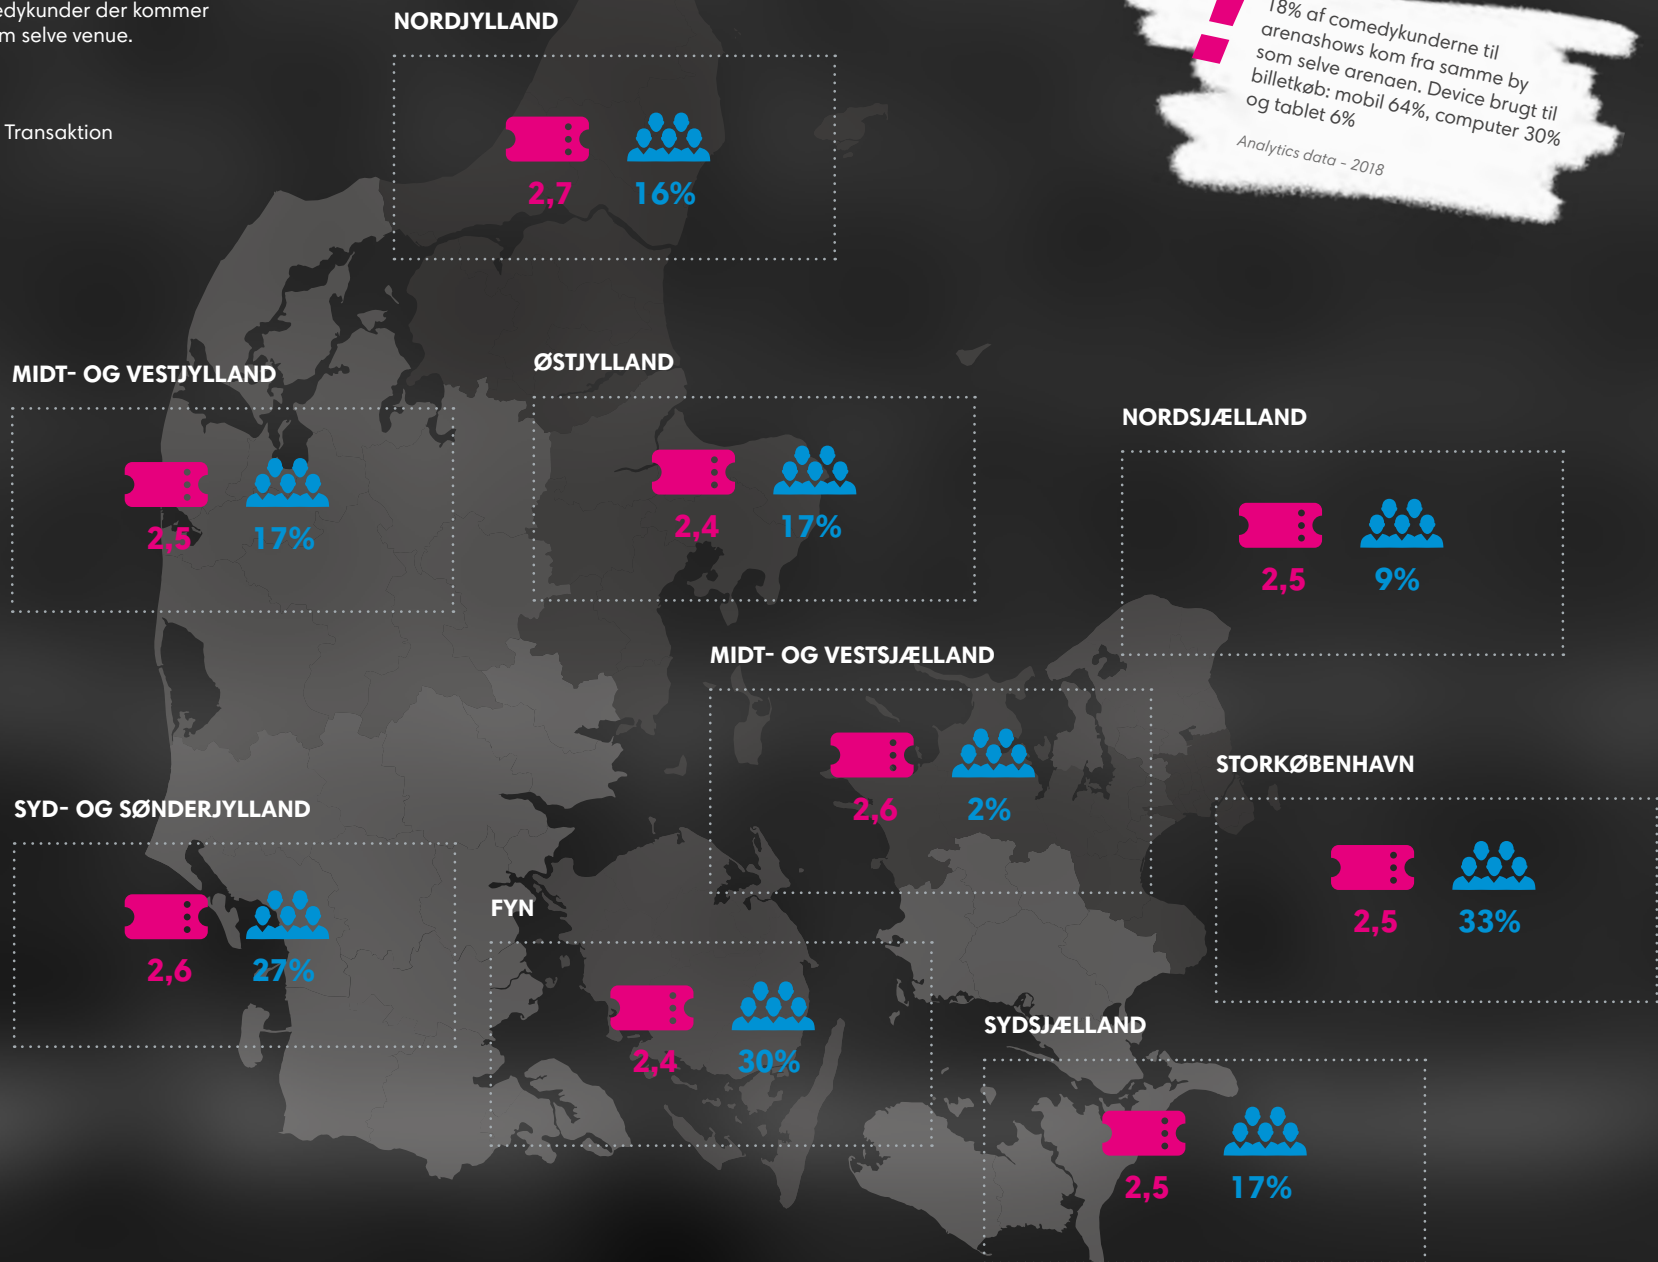 der kommer
selve venue.
Transaktion
18% af comedykunderne til
arenashows kom fra samme by
som selve arenaen. Device brugt til
billetkøb: mobil 64%, computer 30%
og tablet 6%
Analytics data - 2018
NORDJYLLAND
2,7 16%
MIDT- OG VESTJYLLAND
2,5 17%
ØSTJYLLAND
2,4 17%
NORDSJÆLLAND
2,5 9%
MIDT- OG VESTSJÆLLAND
2,6 2%
STORKØBENHAVN
2,5 33%
SYD- OG SØNDERJYLLAND
2,6 27%
FYN
2,4 30%
SYDSJÆLLAND
2,5 17%